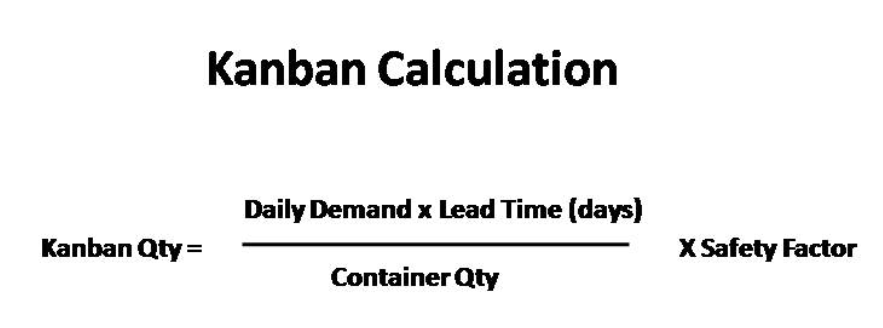 Kanban Calculation
Daily Demand x Lead Time (days)
Kanban Qty =
X Safety Factor
Container Qty